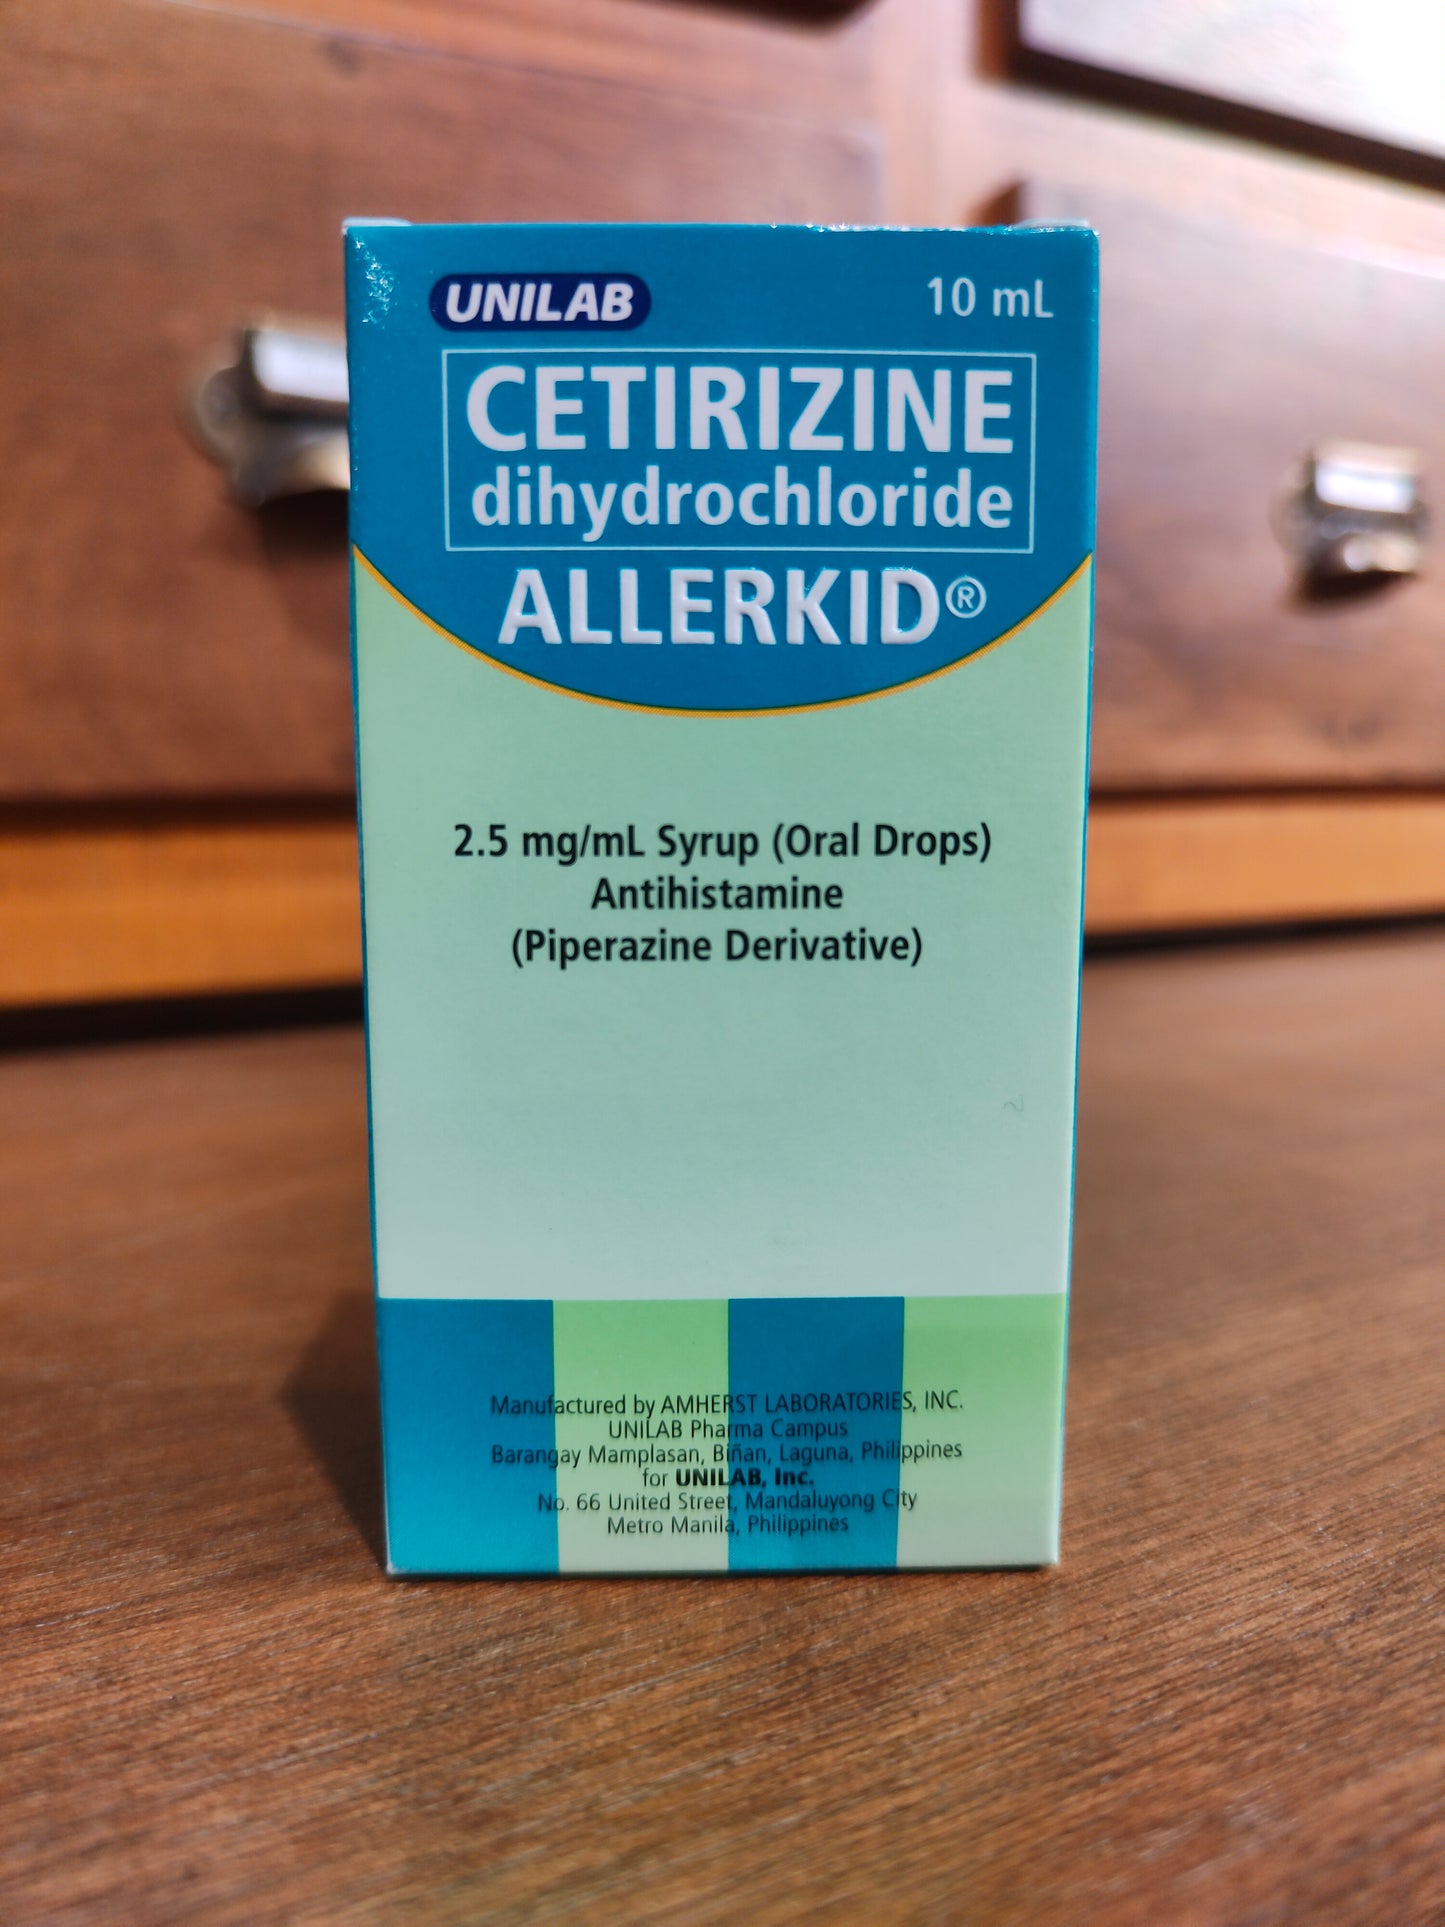 UNILAB
10 mL
CETIRIZINE
dihydrochloride
ALLERKID®
2.5 mg/mL Syrup (Oral Drops)
Antihistamine
(Piperazine Derivative)
Manufactured by AMHERST LABORATORIES, INC.
UNILAB Pharma Campus
Barangay Mamplasan, Biñan, Laguna, Philippines
for UNILAB, Inc.
No. 66 United Street, Mandaluyong City
Metro Manila, Philippines